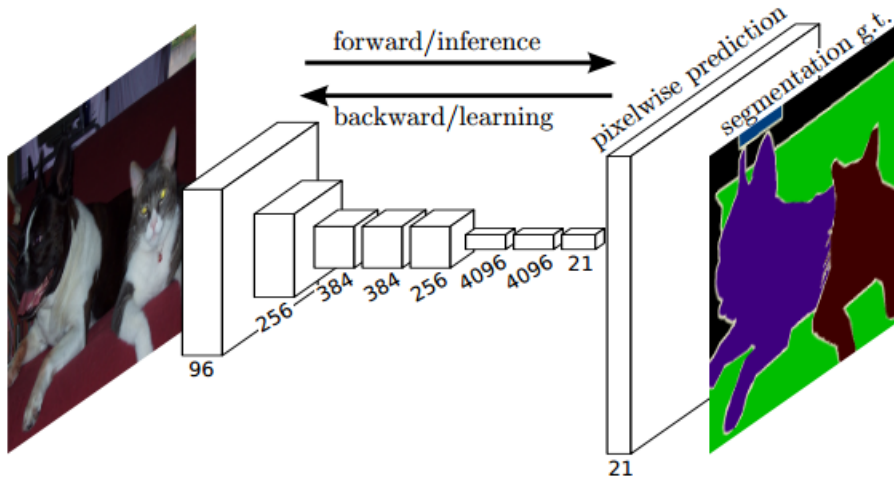 forward/inference
backward/learning
pixelwise prediction
segmentation g.t.
96
256
384
384
256
4096
4096
21
21